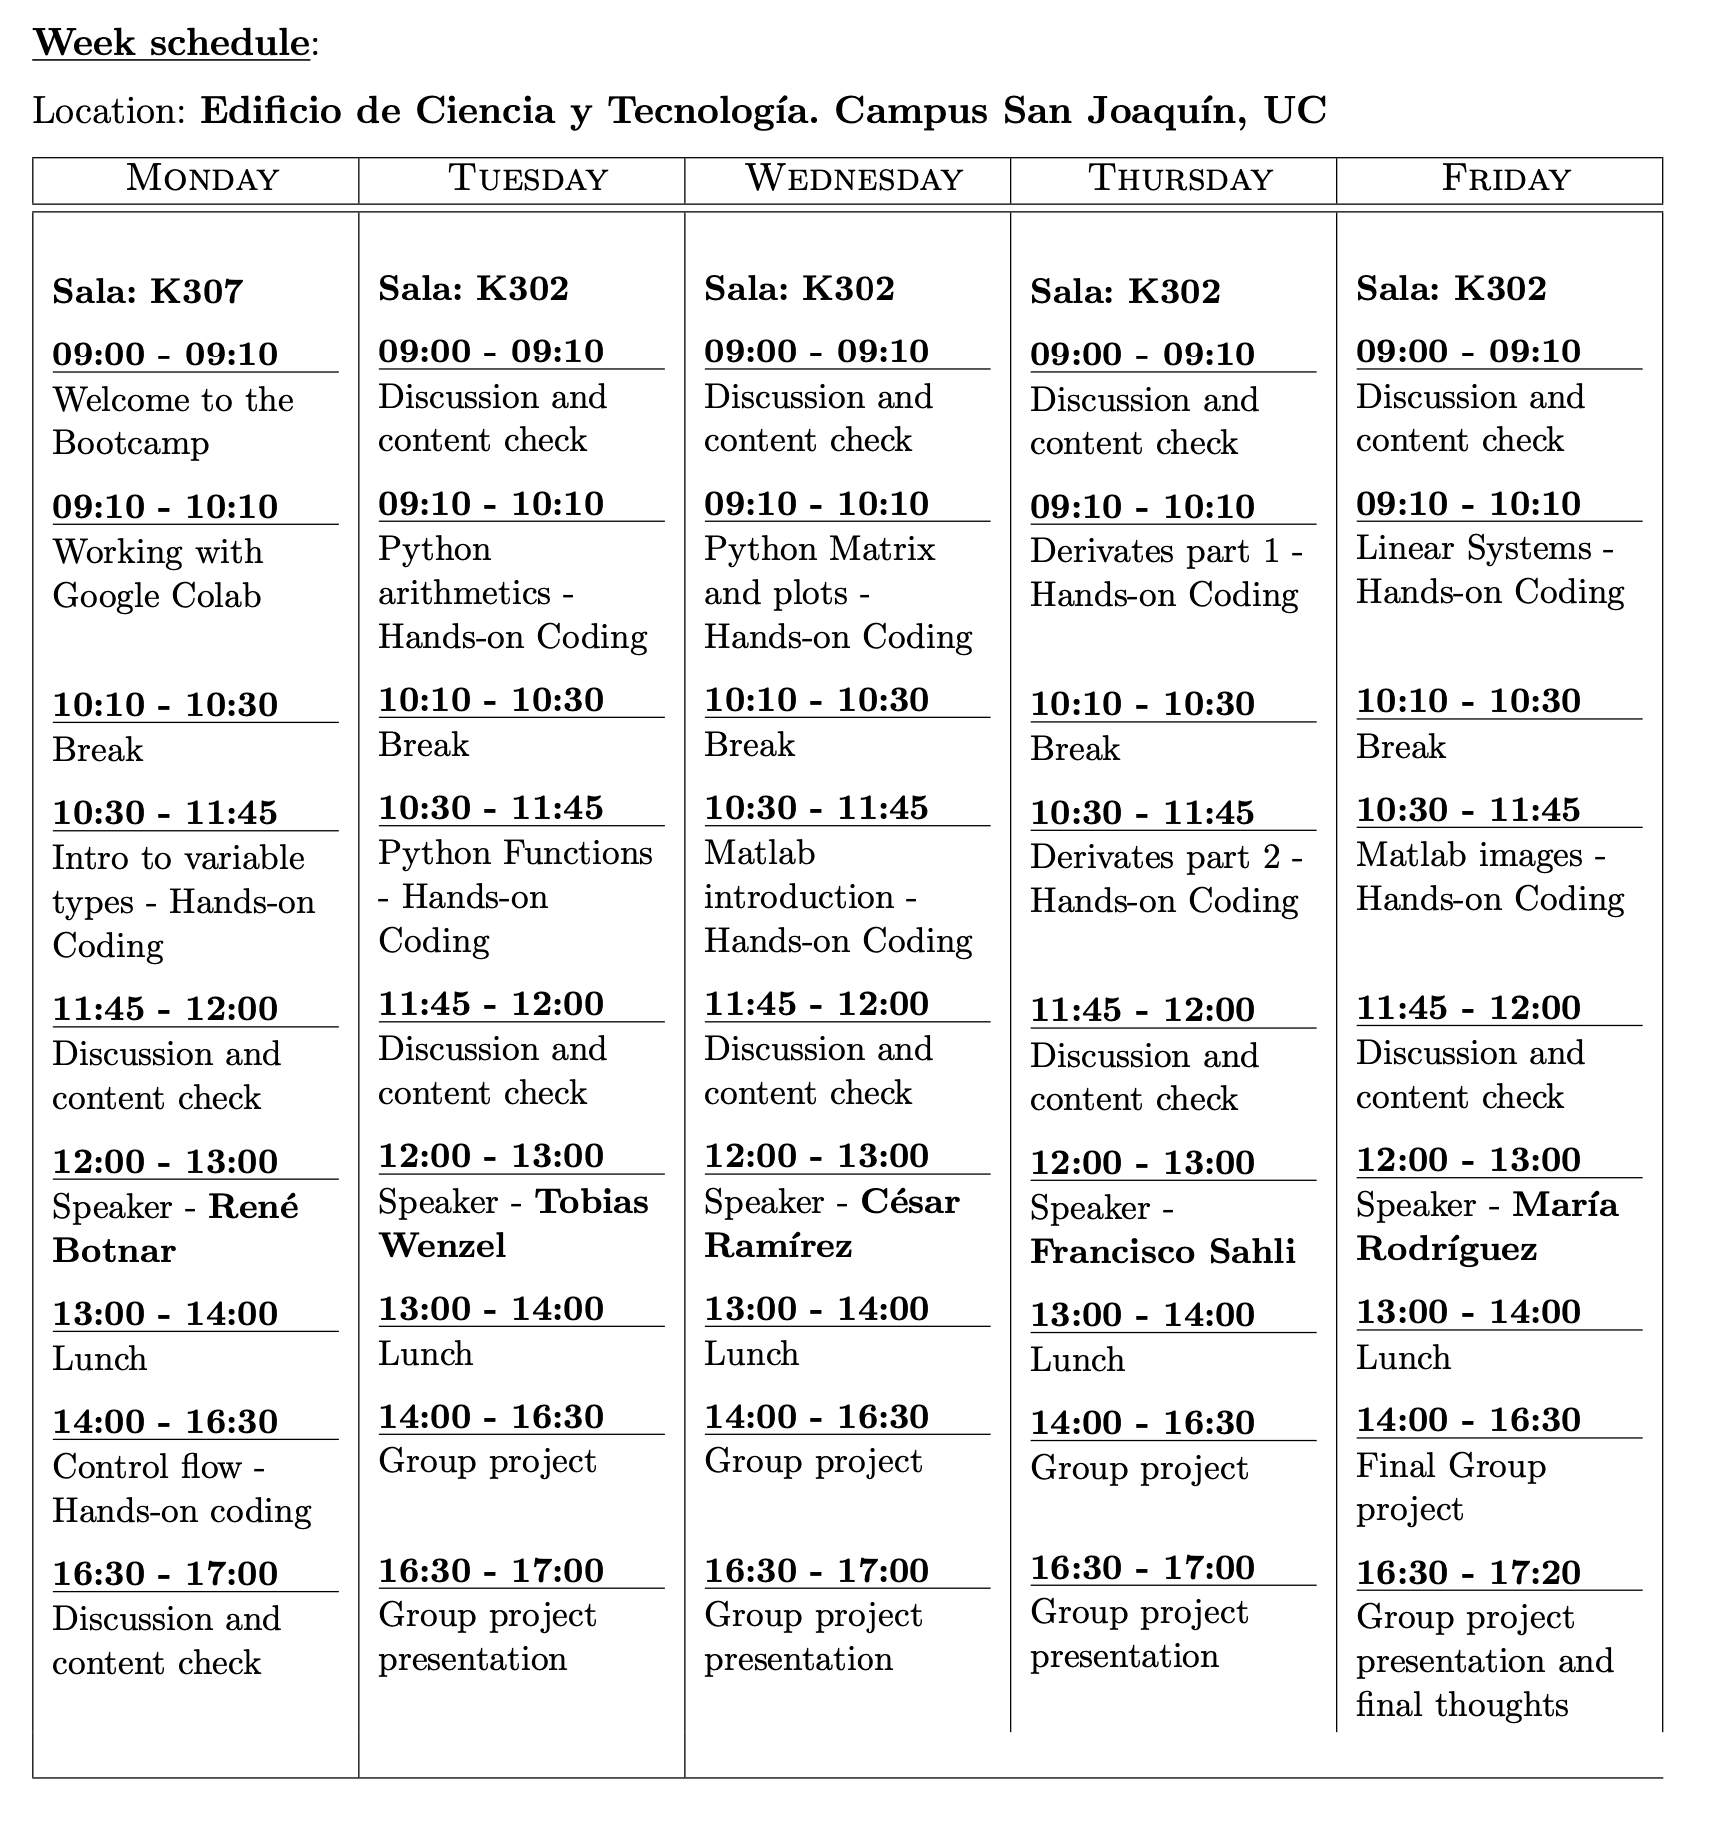 Week schedule:
Location: Edificio de Ciencia y Tecnología. Campus San Joaquín, UC
Monday
Tuesday
Wednesday
Thursday
Friday
Sala: K307
09:00 - 09:10
Welcome to the
Bootcamp
09:10 - 10:10
Working with
Google Colab
10:10 - 10:30
Break
10:30 - 11:45
Intro to variable
types - Hands-on
Coding
11:45 - 12:00
Discussion and
content check
12:00 - 13:00
Speaker - René
Botnar
13:00 - 14:00
Lunch
14:00 - 16:30
Control flow -
Hands-on coding
16:30 - 17:00
Discussion and
content check
Sala: K302
09:00 - 09:10
Discussion and
content check
09:10 - 10:10
Python
arithmetics -
Hands-on Coding
10:10 - 10:30
Break
10:30 - 11:45
Python Functions
- Hands-on
Coding
11:45 - 12:00
Discussion and
content check
12:00 - 13:00
Speaker - Tobias
Wenzel
13:00 - 14:00
Lunch
14:00 - 16:30
Group project
16:30 - 17:00
Group project
presentation
Sala: K302
09:00 - 09:10
Discussion and
content check
09:10 - 10:10
Python Matrix
and plots -
Hands-on Coding
10:10 - 10:30
Break
10:30 - 11:45
Matlab
introduction -
Hands-on Coding
11:45 - 12:00
Discussion and
content check
12:00 - 13:00
Speaker - César
Ramírez
13:00 - 14:00
Lunch
14:00 - 16:30
Group project
16:30 - 17:00
Group project
presentation
Sala: K302
09:00 - 09:10
Discussion and
content check
09:10 - 10:10
Derivates part 1 -
Hands-on Coding
10:10 - 10:30
Break
10:30 - 11:45
Derivates part 2 -
Hands-on Coding
11:45 - 12:00
Discussion and
content check
12:00 - 13:00
Speaker -
Francisco Sahli
13:00 - 14:00
Lunch
14:00 - 16:30
Group project
16:30 - 17:00
Group project
presentation
Sala: K302
09:00 - 09:10
Discussion and
content check
09:10 - 10:10
Linear Systems -
Hands-on Coding
10:10 - 10:30
Break
10:30 - 11:45
Matlab images -
Hands-on Coding
11:45 - 12:00
Discussion and
content check
12:00 - 13:00
Speaker - María
Rodríguez
13:00 - 14:00
Lunch
14:00 - 16:30
Final Group
project
16:30 - 17:20
Group project
presentation and
final thoughts